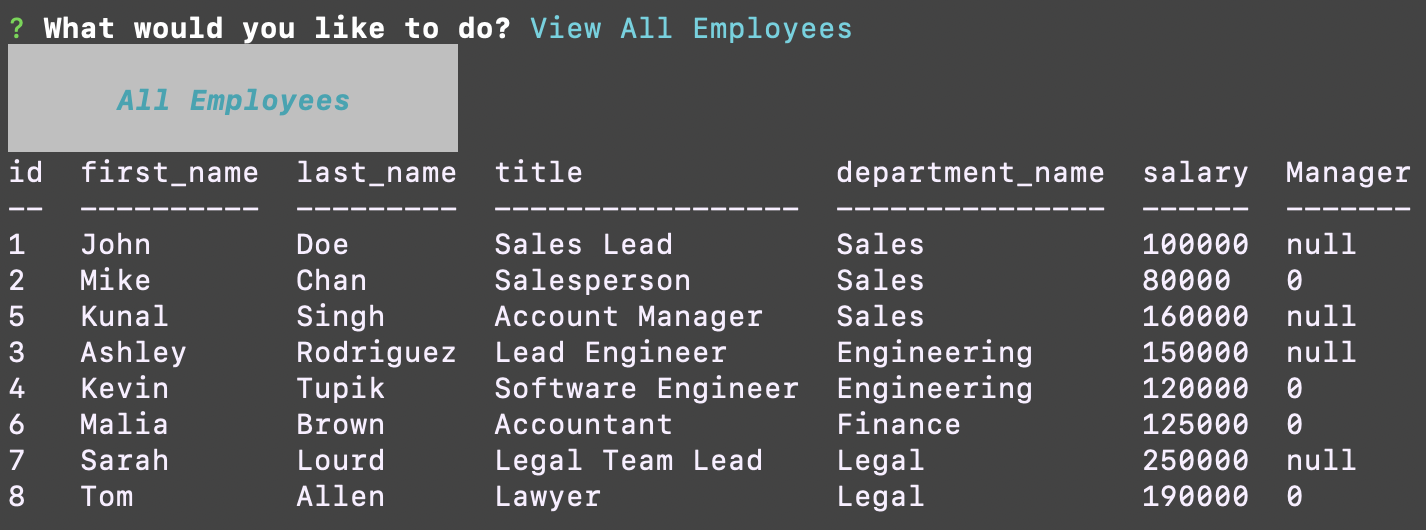 ? What would you like to do? View All Employees
All Employees
id  first_name  last_name  title              department_name  salary  Manager
--  ----------  ---------  -----------------  ---------------  ------  -------
1   John        Doe        Sales Lead         Sales            100000  null
2   Mike        Chan       Salesperson        Sales            80000   0
5   Kunal       Singh      Account Manager    Sales            160000  null
3   Ashley      Rodriguez  Lead Engineer      Engineering      150000  null
4   Kevin       Tupik      Software Engineer  Engineering      120000  0
6   Malia       Brown      Accountant         Finance          125000  0
7   Sarah       Lourd      Legal Team Lead    Legal            250000  null
8   Tom         Allen      Lawyer             Legal            190000  0